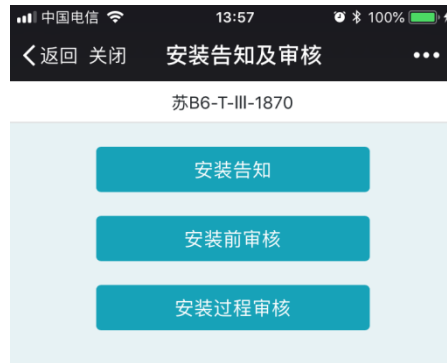 中国电信 13:57 100%
返回 关闭 安装告知及审核
苏B6-T-III-1870
安装告知
安装前审核
安装过程审核